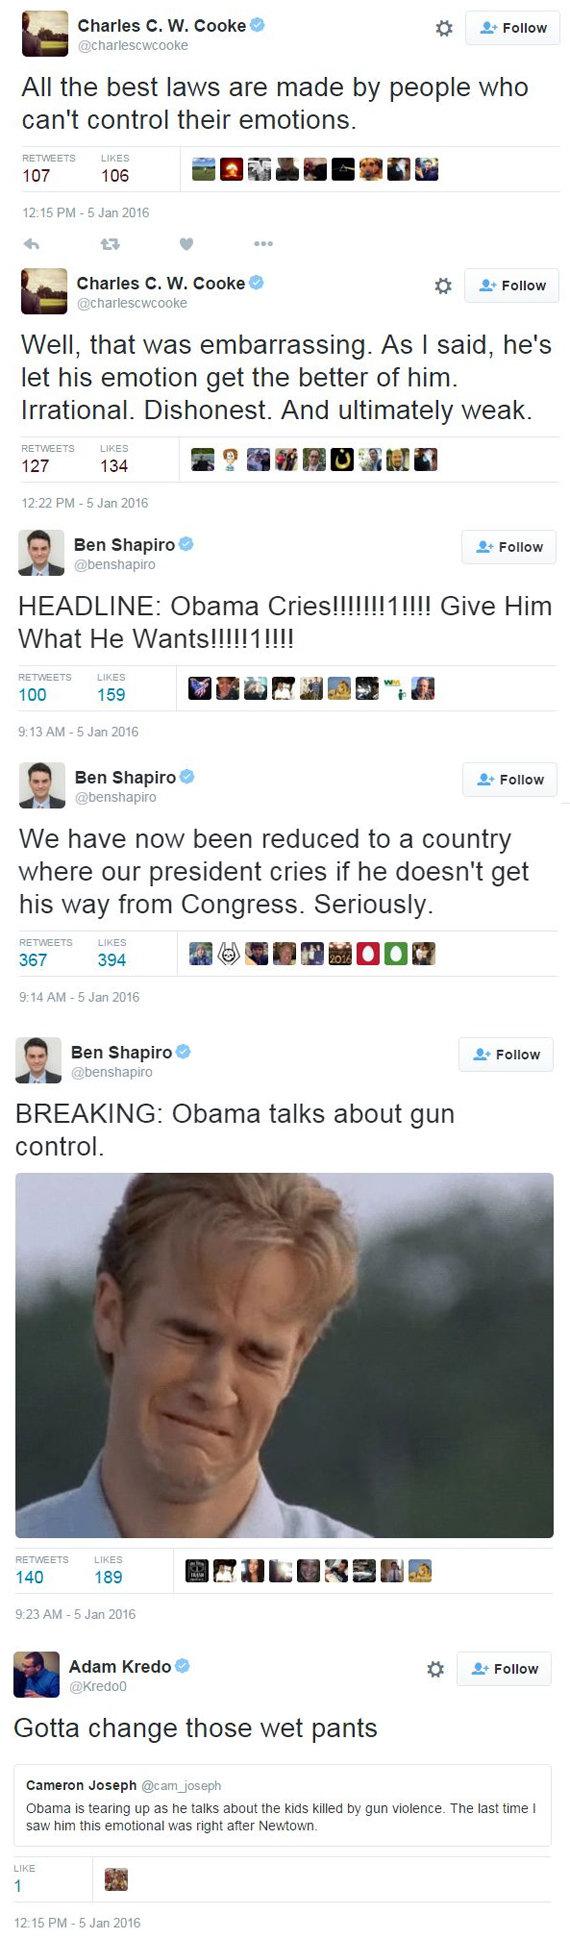 Charles C. W. Cooke
@charlescwcooke
Follow
All the best laws are made by people who
can't control their emotions.
RETWEETS LIKES
107 106
12:15 PM - 5 Jan 2016
Charles C. W. Cooke
@charlescwcooke
Follow
Well, that was embarrassing. As I said, he's
let his emotion get the better of him.
Irrational. Dishonest. And ultimately weak.
RETWEETS LIKES
127 134
12:22 PM - 5 Jan 2016
Ben Shapiro
@benshapiro
Follow
HEADLINE: Obama Cries!!!!!!!1!!!! Give Him
What He Wants!!!!!1!!!!
RETWEETS LIKES
100 159
9:13 AM - 5 Jan 2016
Ben Shapiro
@benshapiro
Follow
We have now been reduced to a country
where our president cries if he doesn't get
his way from Congress. Seriously.
RETWEETS LIKES
367 394
2016
9:14 AM - 5 Jan 2016
Ben Shapiro
@benshapiro
Follow
BREAKING: Obama talks about gun
control.
RETWEETS LIKES
140 189
9:23 AM - 5 Jan 2016
Adam Kredo
@Kredo0
Follow
Gotta change those wet pants
Cameron Joseph @cam_joseph
Obama is tearing up as he talks about the kids killed by gun violence. The last time I
saw him this emotional was right after Newtown.
LIKE
1
12:15 PM - 5 Jan 2016